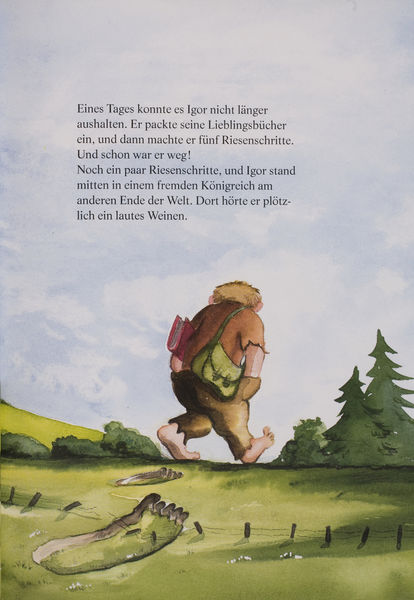 Eines Tages konnte es Igor nicht länger
aushalten. Er packte seine Lieblingsbücher
ein, und dann machte er fünf Riesenschritte.
Und schon war er weg!
Noch ein paar Riesenschritte, und Igor stand
mitten in einem fremden Königreich am
anderen Ende der Welt. Dort hörte er plötz-
lich ein lautes Weinen.